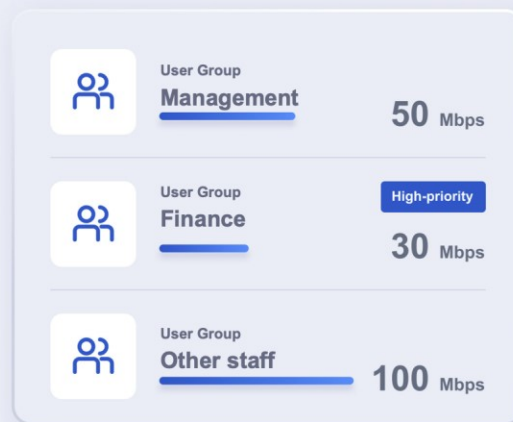 User Group
Management
50 Mbps
User Group
High-priority
Finance
30 Mbps
User Group
Other staff
100 Mbps